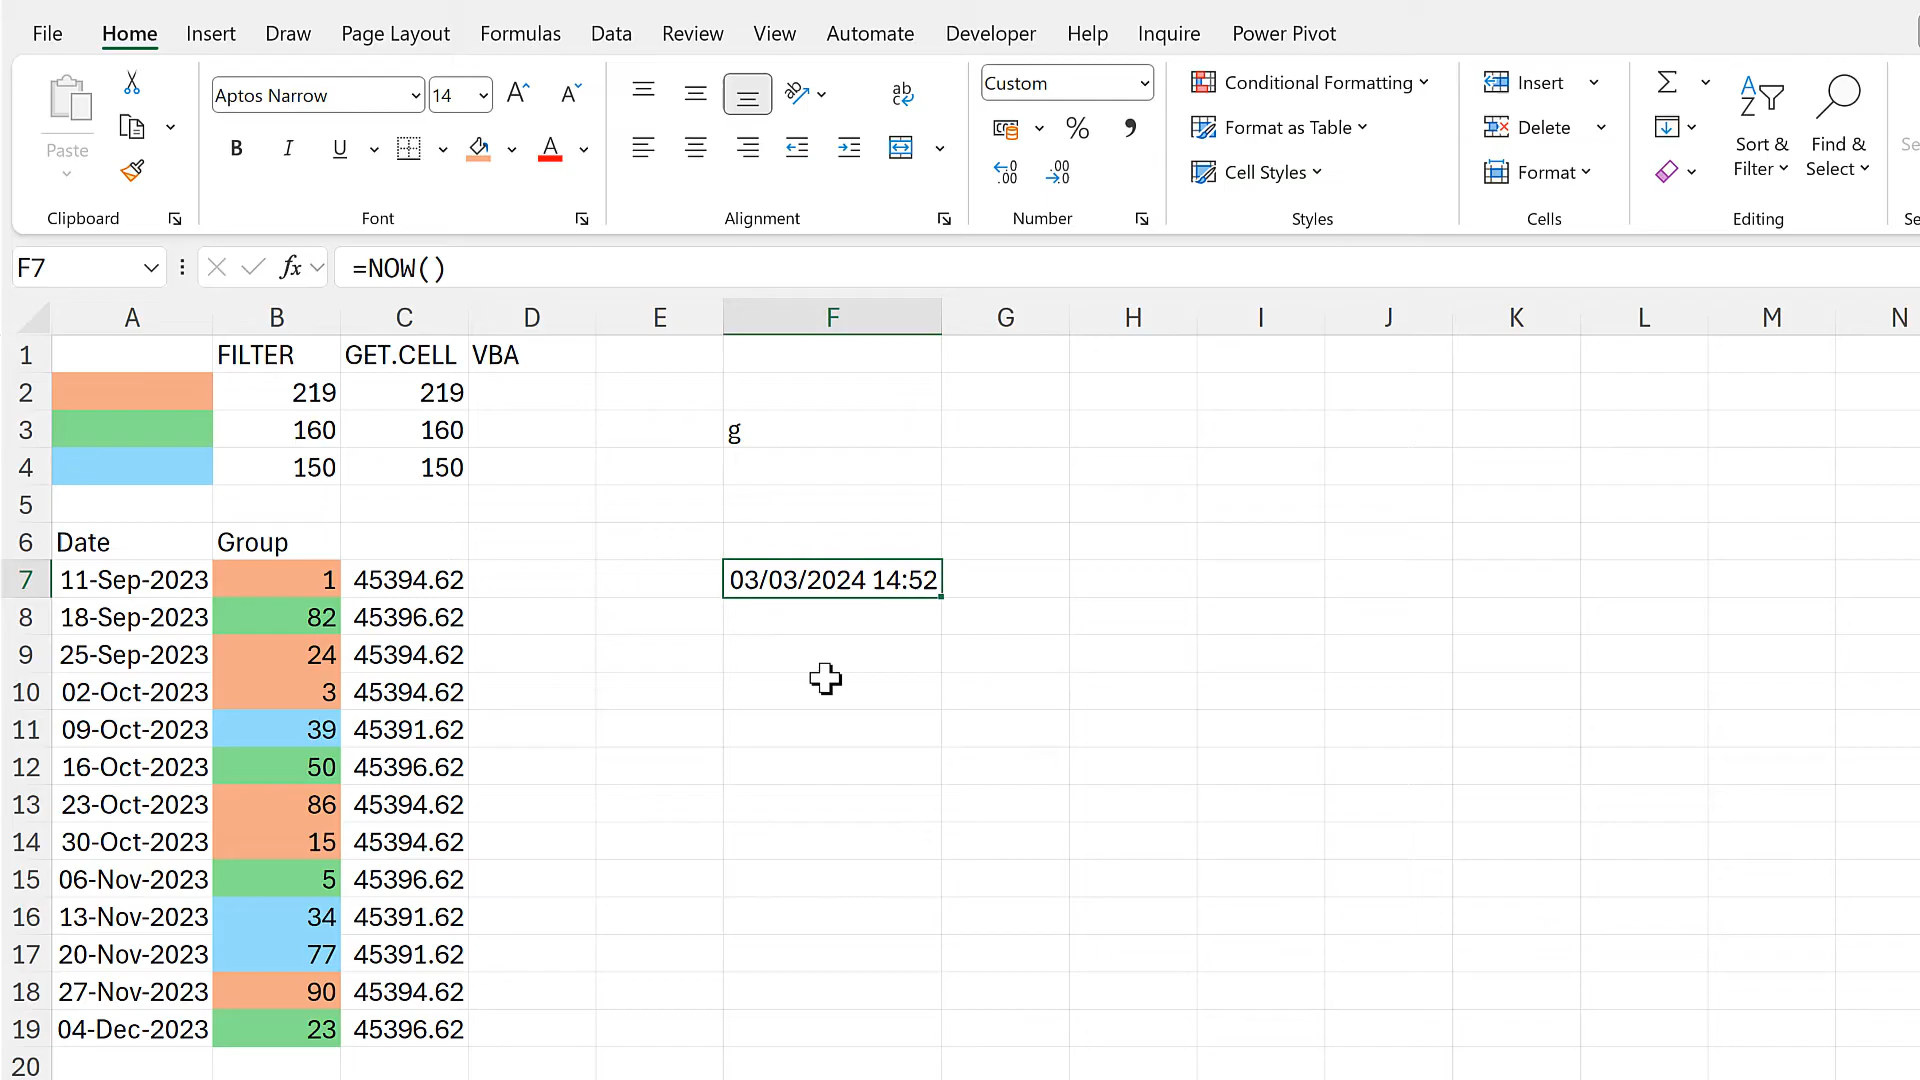 File Home Insert Draw Page Layout Formulas Data Review View Automate Developer Help Inquire Power Pivot
Paste
Clipboard
Aptos Narrow 14
B I U
Font
Alignment
Custom
Number
Conditional Formatting
Format as Table
Cell Styles
Styles
Insert
Delete
Format
Cells
Sort & Filter
Find & Select
Editing
F7 fx =NOW()
A B C D E F G H I J K L M N
1 FILTER GET.CELL VBA
2 219 219
3 160 160 g
4 150 150
5
6 Date Group
7 11-Sep-2023 1 45394.62 03/03/2024 14:52
8 18-Sep-2023 82 45396.62
9 25-Sep-2023 24 45394.62
10 02-Oct-2023 3 45394.62
11 09-Oct-2023 39 45391.62
12 16-Oct-2023 50 45396.62
13 23-Oct-2023 86 45394.62
14 30-Oct-2023 15 45394.62
15 06-Nov-2023 5 45396.62
16 13-Nov-2023 34 45391.62
17 20-Nov-2023 77 45391.62
18 27-Nov-2023 90 45394.62
19 04-Dec-2023 23 45396.62
20